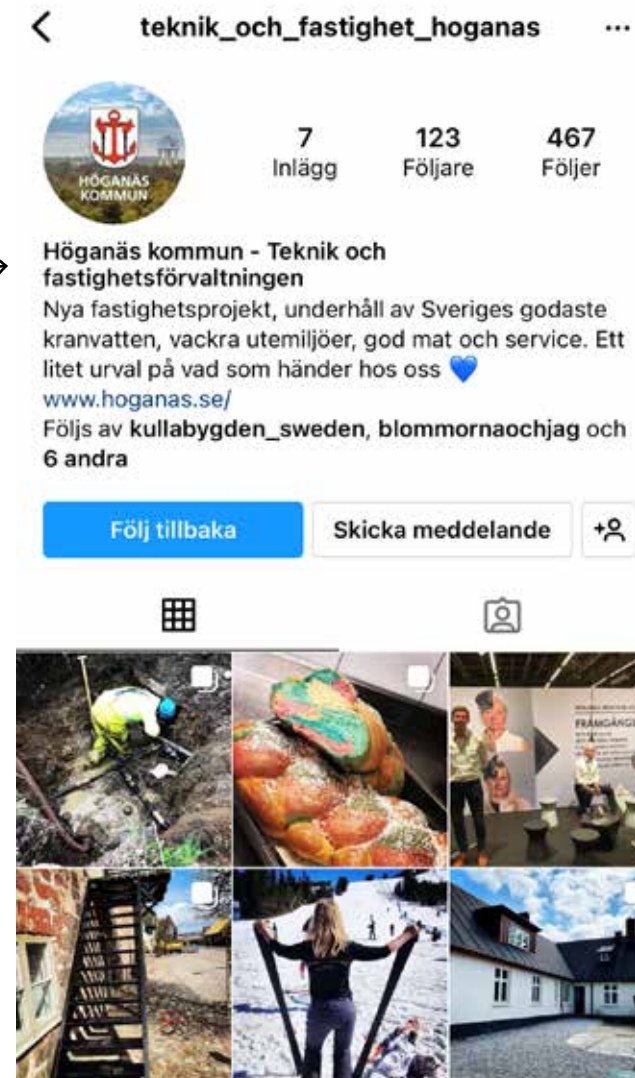 teknik_och_fastighet_hoganas
HÖGANÄS
KOMMUN
7
Inlägg
123
Följare
467
Följer
Höganäs kommun - Teknik och
fastighetsförvaltningen
Nya fastighetsprojekt, underhåll av Sveriges godaste
kranvatten, vackra utemiljöer, god mat och service. Ett
litet urval på vad som händer hos oss 💙
www.hoganas.se/
Följs av kullabygden_sweden, blommornaochjag och
6 andra
Följ tillbaka
Skicka meddelande